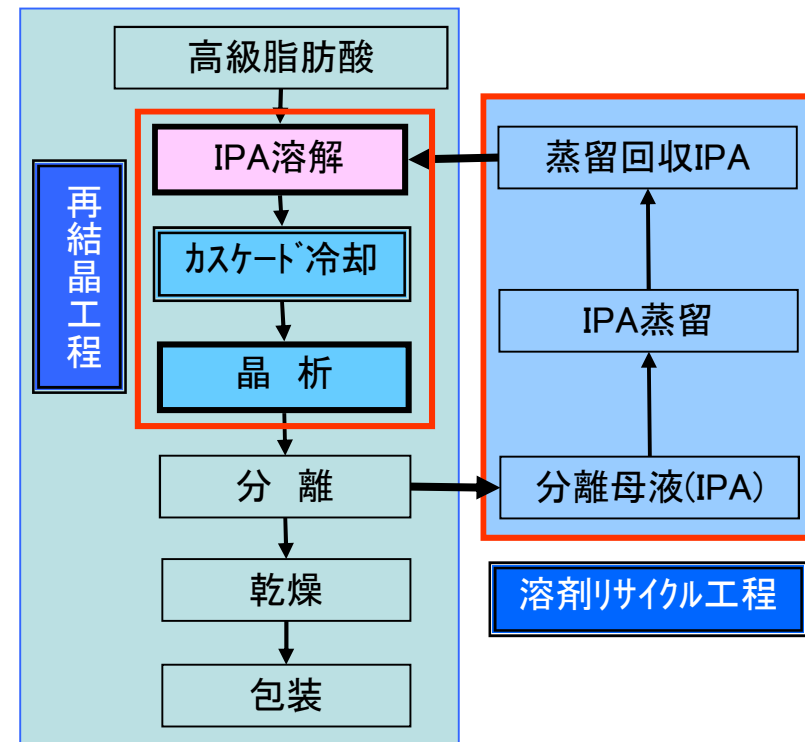 高級脂肪酸
IPA溶解
ｶｽｹｰﾄﾞ冷却
晶 析
分 離
乾燥
包装
再結晶工程
蒸留回収IPA
IPA蒸留
分離母液(IPA)
溶剤ﾘｻｲｸﾙ工程